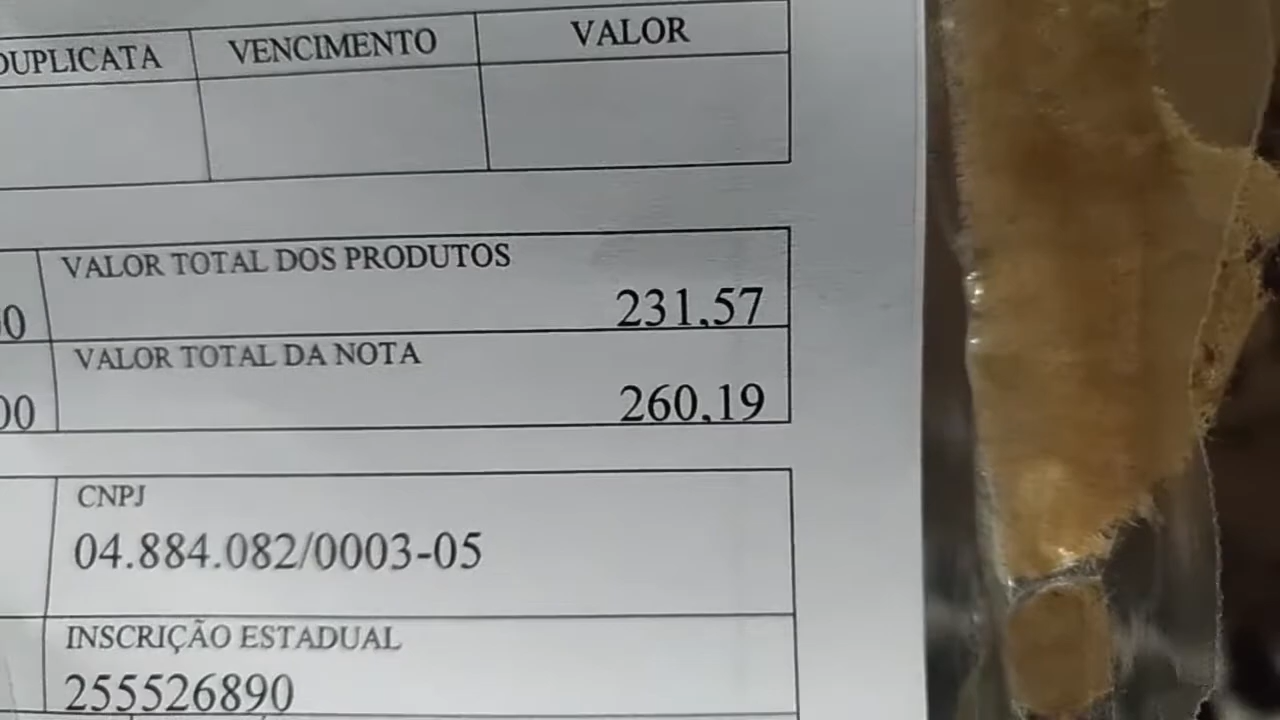 DUPLICATA VENCIMENTO VALOR
VALOR TOTAL DOS PRODUTOS
231,57
VALOR TOTAL DA NOTA
260,19
CNPJ
04.884.082/0003-05
INSCRIÇÃO ESTADUAL
255526890